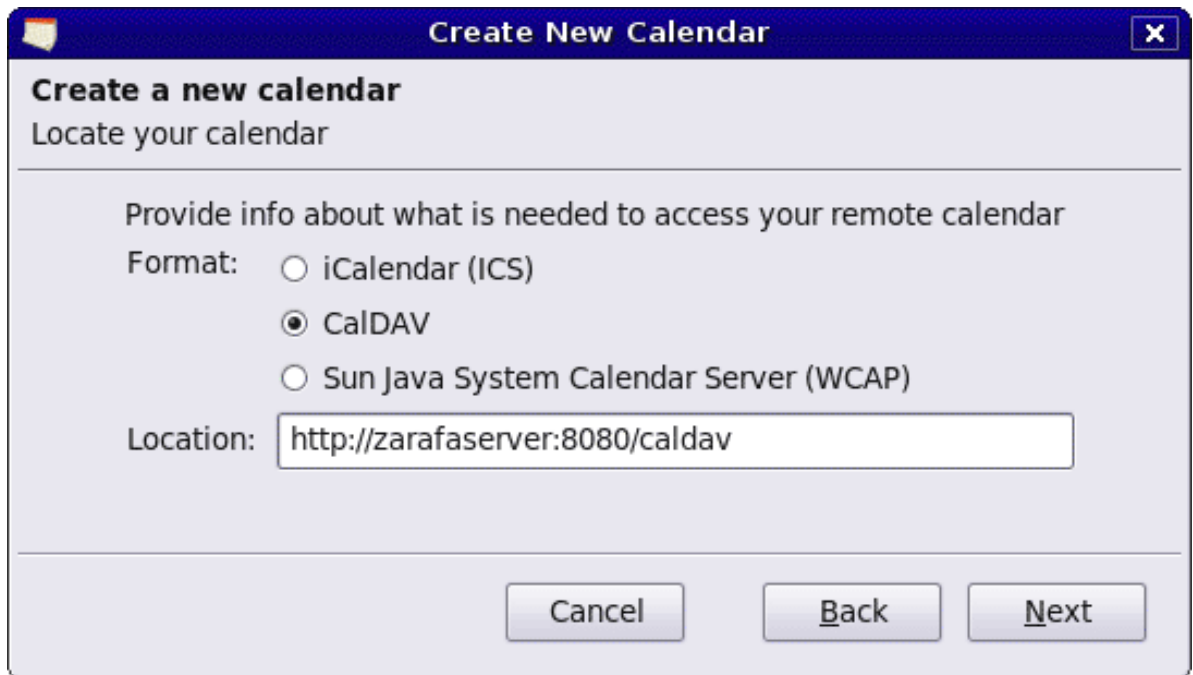 Create New Calendar
Create a new calendar
Locate your calendar
Provide info about what is needed to access your remote calendar
Format:
iCalendar (ICS)
CalDAV
Sun Java System Calendar Server (WCAP)
Location: http://zarafaserver:8080/caldav
Cancel Back Next